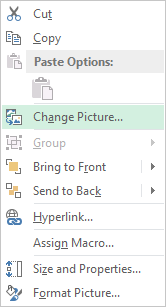 Cut
Copy
Paste Options:
Change Picture...
Group
Bring to Front
Send to Back
Hyperlink...
Assign Macro...
Size and Properties...
Format Picture...